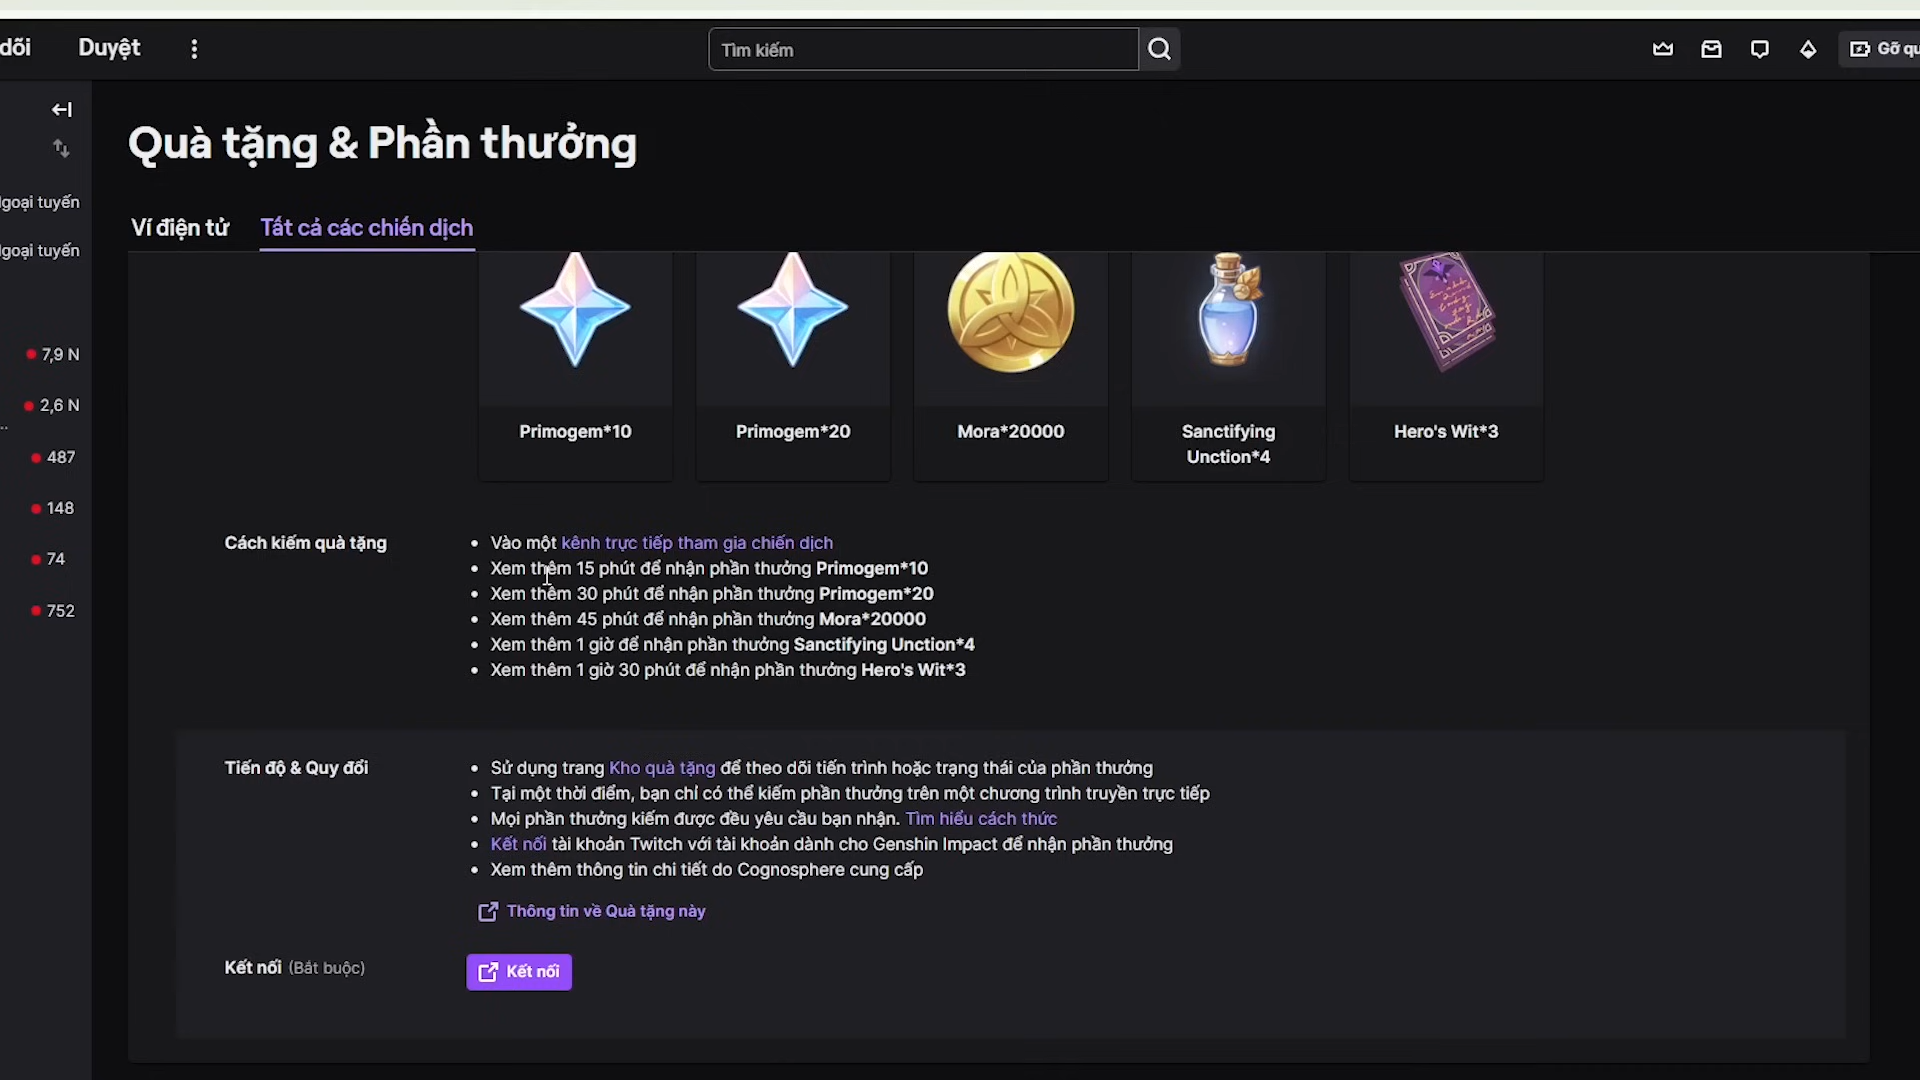 dõi
Duyệt
Tìm kiếm
Gỡ qu
Quà tặng & Phần thưởng
Ví điện tử
Tất cả các chiến dịch
goại tuyến
goại tuyến
7,9 N
2,6 N
487
148
74
752
Primogem*10
Primogem*20
Mora*20000
Sanctifying
Unction*4
Hero's Wit*3
Cách kiếm quà tặng
Vào một kênh trực tiếp tham gia chiến dịch
Xem thêm 15 phút để nhận phần thưởng Primogem*10
Xem thêm 30 phút để nhận phần thưởng Primogem*20
Xem thêm 45 phút để nhận phần thưởng Mora*20000
Xem thêm 1 giờ để nhận phần thưởng Sanctifying Unction*4
Xem thêm 1 giờ 30 phút để nhận phần thưởng Hero's Wit*3
Tiến độ & Quy đổi
Sử dụng trang Kho quà tặng để theo dõi tiến trình hoặc trạng thái của phần thưởng
Tại một thời điểm, bạn chỉ có thể kiếm phần thưởng trên một chương trình truyền trực tiếp
Mọi phần thưởng kiếm được đều yêu cầu bạn nhận. Tìm hiểu cách thức
Kết nối tài khoản Twitch với tài khoản dành cho Genshin Impact để nhận phần thưởng
Xem thêm thông tin chi tiết do Cognosphere cung cấp
Thông tin về Quà tặng này
Kết nối (Bắt buộc)
Kết nối